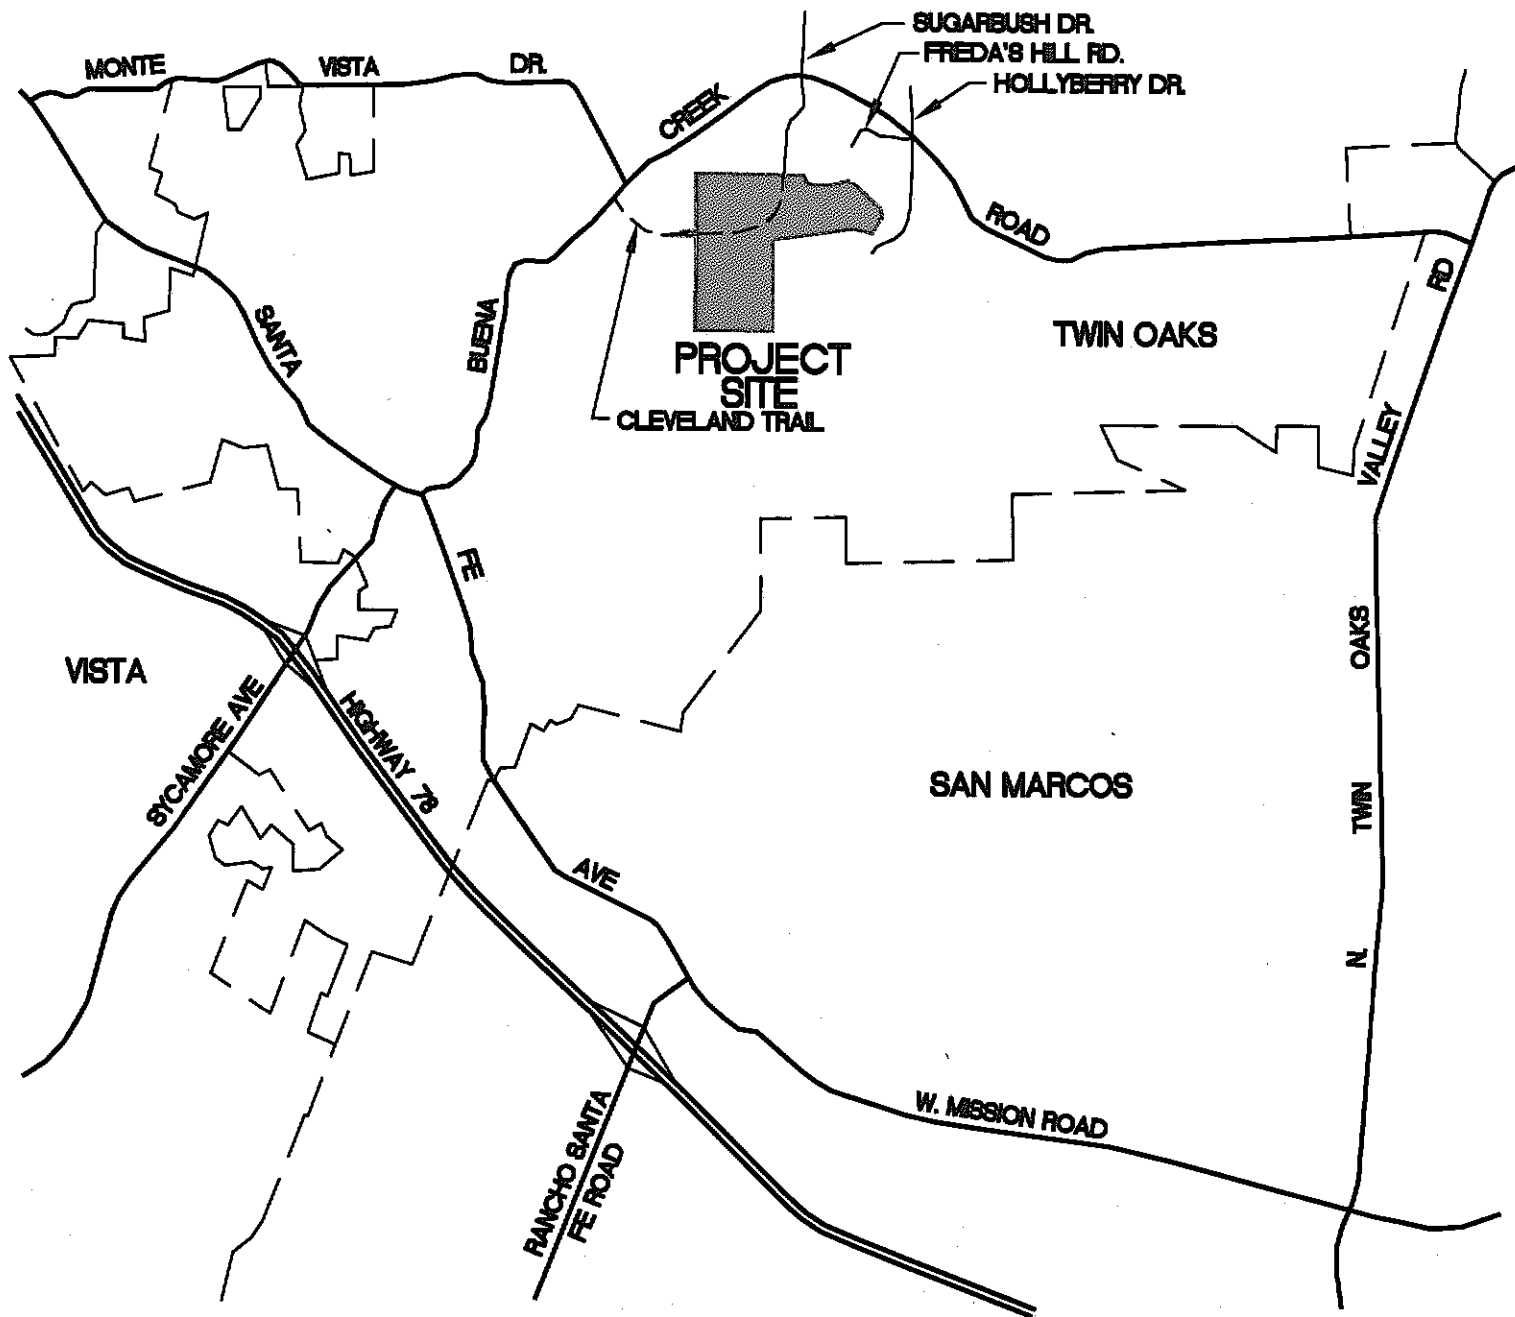 SUGARBUSH DR.
FREDA'S HILL RD.
HOLLYBERRY DR.
MONTE VISTA DR.
BUENA CREEK ROAD
PROJECT
SITE
CLEVELAND TRAIL
TWIN OAKS
SANTA FE AVE
N. TWIN OAKS VALLEY RD
VISTA
SYCAMORE AVE
HIGHWAY 78
SAN MARCOS
W. MISSION ROAD
RANCHO SANTA
FE ROAD